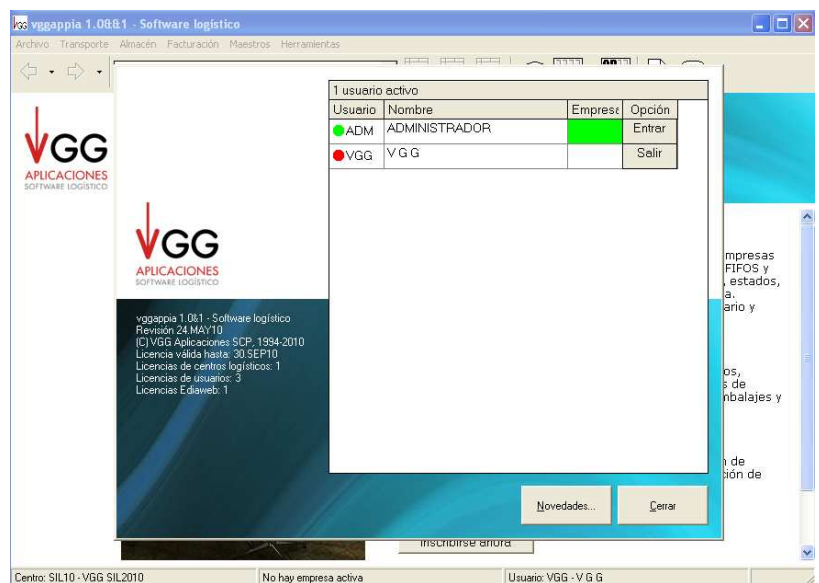 vggappia 1.0&&1 - Software logístico
Archivo Transporte Almacén Facturación Maestros Herramientas
VGG
APLICACIONES
SOFTWARE LOGÍSTICO
1 usuario activo
Usuario Nombre Empresa Opción
ADM ADMINISTRADOR Entrar
VGG V G G Salir
VGG
APLICACIONES
SOFTWARE LOGÍSTICO
vggappia 1.0&1 - Software logístico
Revisión 24.MAY10
(C) VGG Aplicaciones SCP, 1994-2010
Licencia válida hasta: 30.SEP10
Licencias de centros logísticos: 1
Licencias de usuarios: 3
Licencias Ediaweb: 1
mpresas
FIFOS y
, estados,
a.
ario y
os,
s de
mbalajes y
n de
ción de
Novedades... Cerrar
Inscribirse ahora
Centro: SIL10 - VGG SIL2010 No hay empresa activa Usuario: VGG - V G G